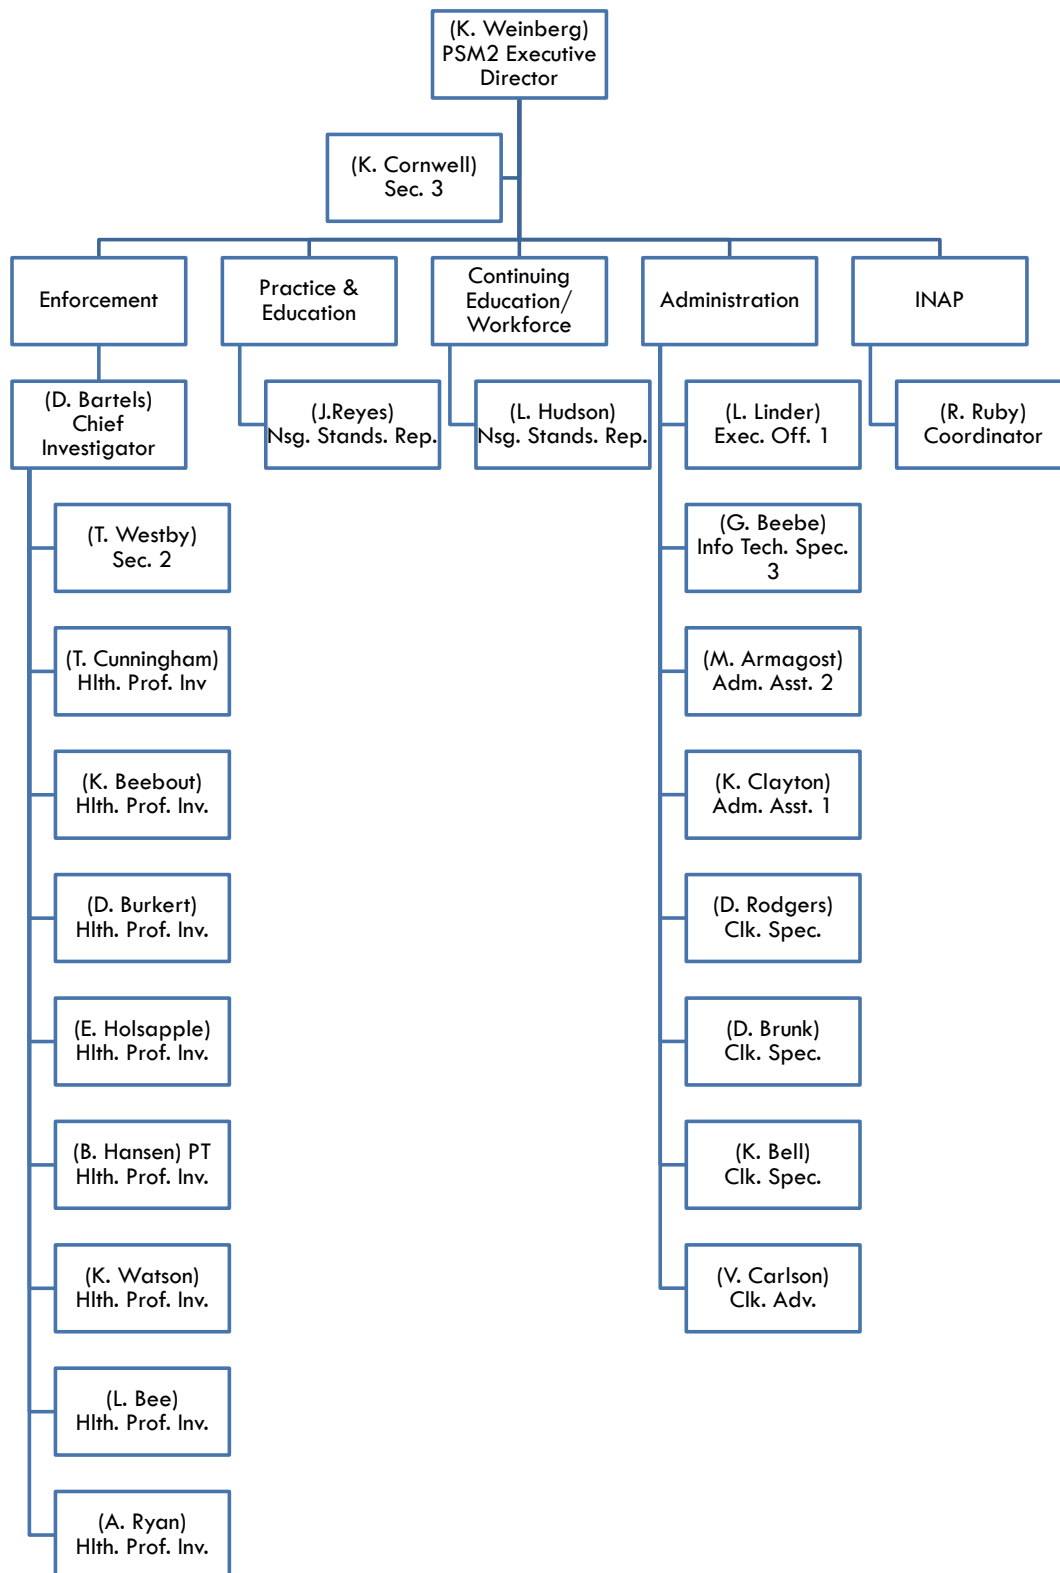 (K. Weinberg)
PSM2 Executive
Director
(K. Cornwell)
Sec. 3
Enforcement
Practice &
Education
Continuing
Education/
Workforce
Administration
INAP
(D. Bartels)
Chief
Investigator
(J.Reyes)
Nsg. Stands. Rep.
(L. Hudson)
Nsg. Stands. Rep.
(L. Linder)
Exec. Off. 1
(R. Ruby)
Coordinator
(T. Westby)
Sec. 2
(G. Beebe)
Info Tech. Spec.
3
(T. Cunningham)
Hlth. Prof. Inv
(M. Armagost)
Adm. Asst. 2
(K. Beebout)
Hlth. Prof. Inv.
(K. Clayton)
Adm. Asst. 1
(D. Burkert)
Hlth. Prof. Inv.
(D. Rodgers)
Clk. Spec.
(E. Holsapple)
Hlth. Prof. Inv.
(D. Brunk)
Clk. Spec.
(B. Hansen) PT
Hlth. Prof. Inv.
(K. Bell)
Clk. Spec.
(K. Watson)
Hlth. Prof. Inv.
(V. Carlson)
Clk. Adv.
(L. Bee)
Hlth. Prof. Inv.
(A. Ryan)
Hlth. Prof. Inv.